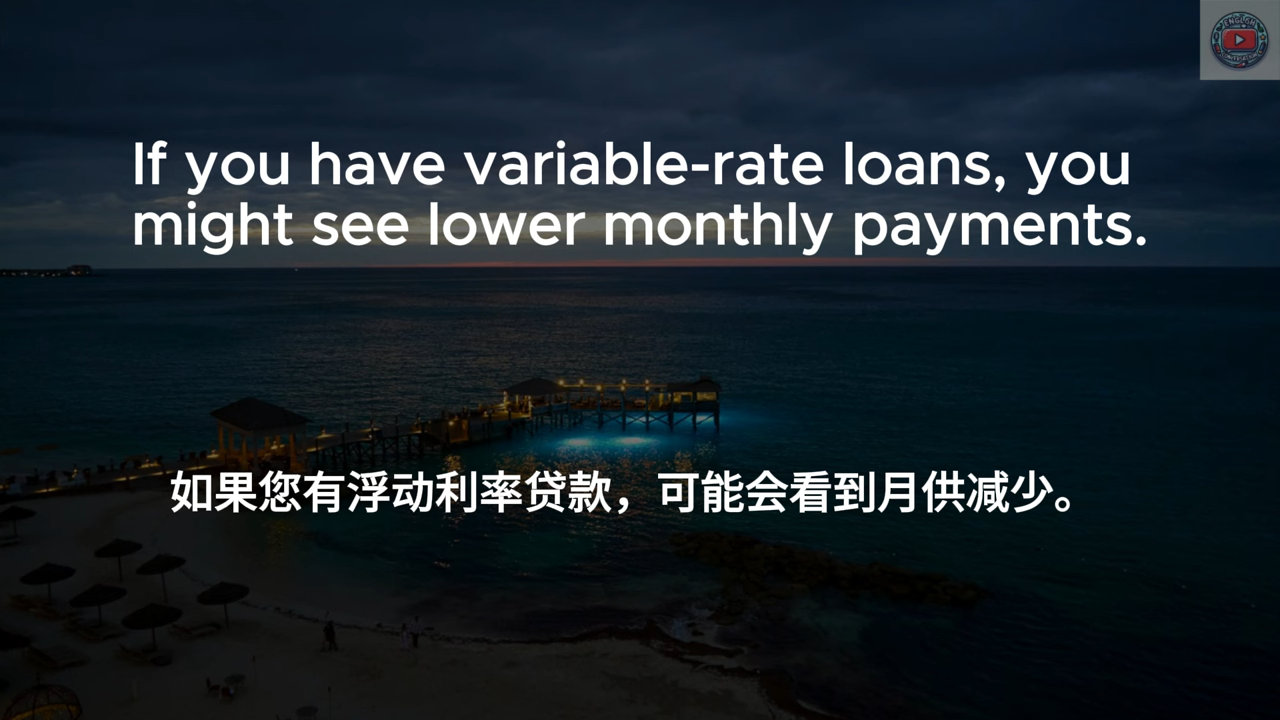 If you have variable-rate loans, you
might see lower monthly payments.
如果您有浮动利率贷款，可能会看到月供减少。